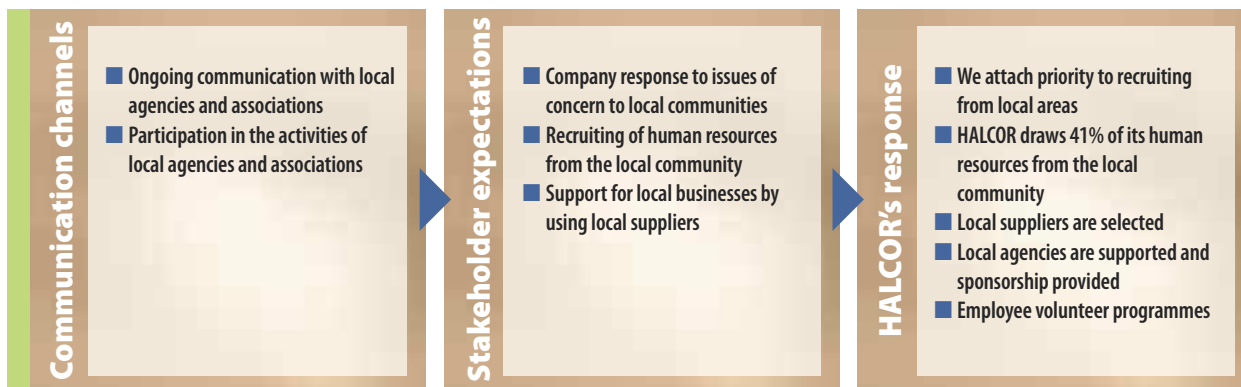 Communication channels
■ Ongoing communication with local
agencies and associations
■ Participation in the activities of
local agencies and associations
Stakeholder expectations
■ Company response to issues of
concern to local communities
■ Recruiting of human resources
from the local community
■ Support for local businesses by
using local suppliers
HALCOR's response
■ We attach priority to recruiting
from local areas
■ HALCOR draws 41% of its human
resources from the local
community
■ Local suppliers are selected
■ Local agencies are supported and
sponsorship provided
■ Employee volunteer programmes